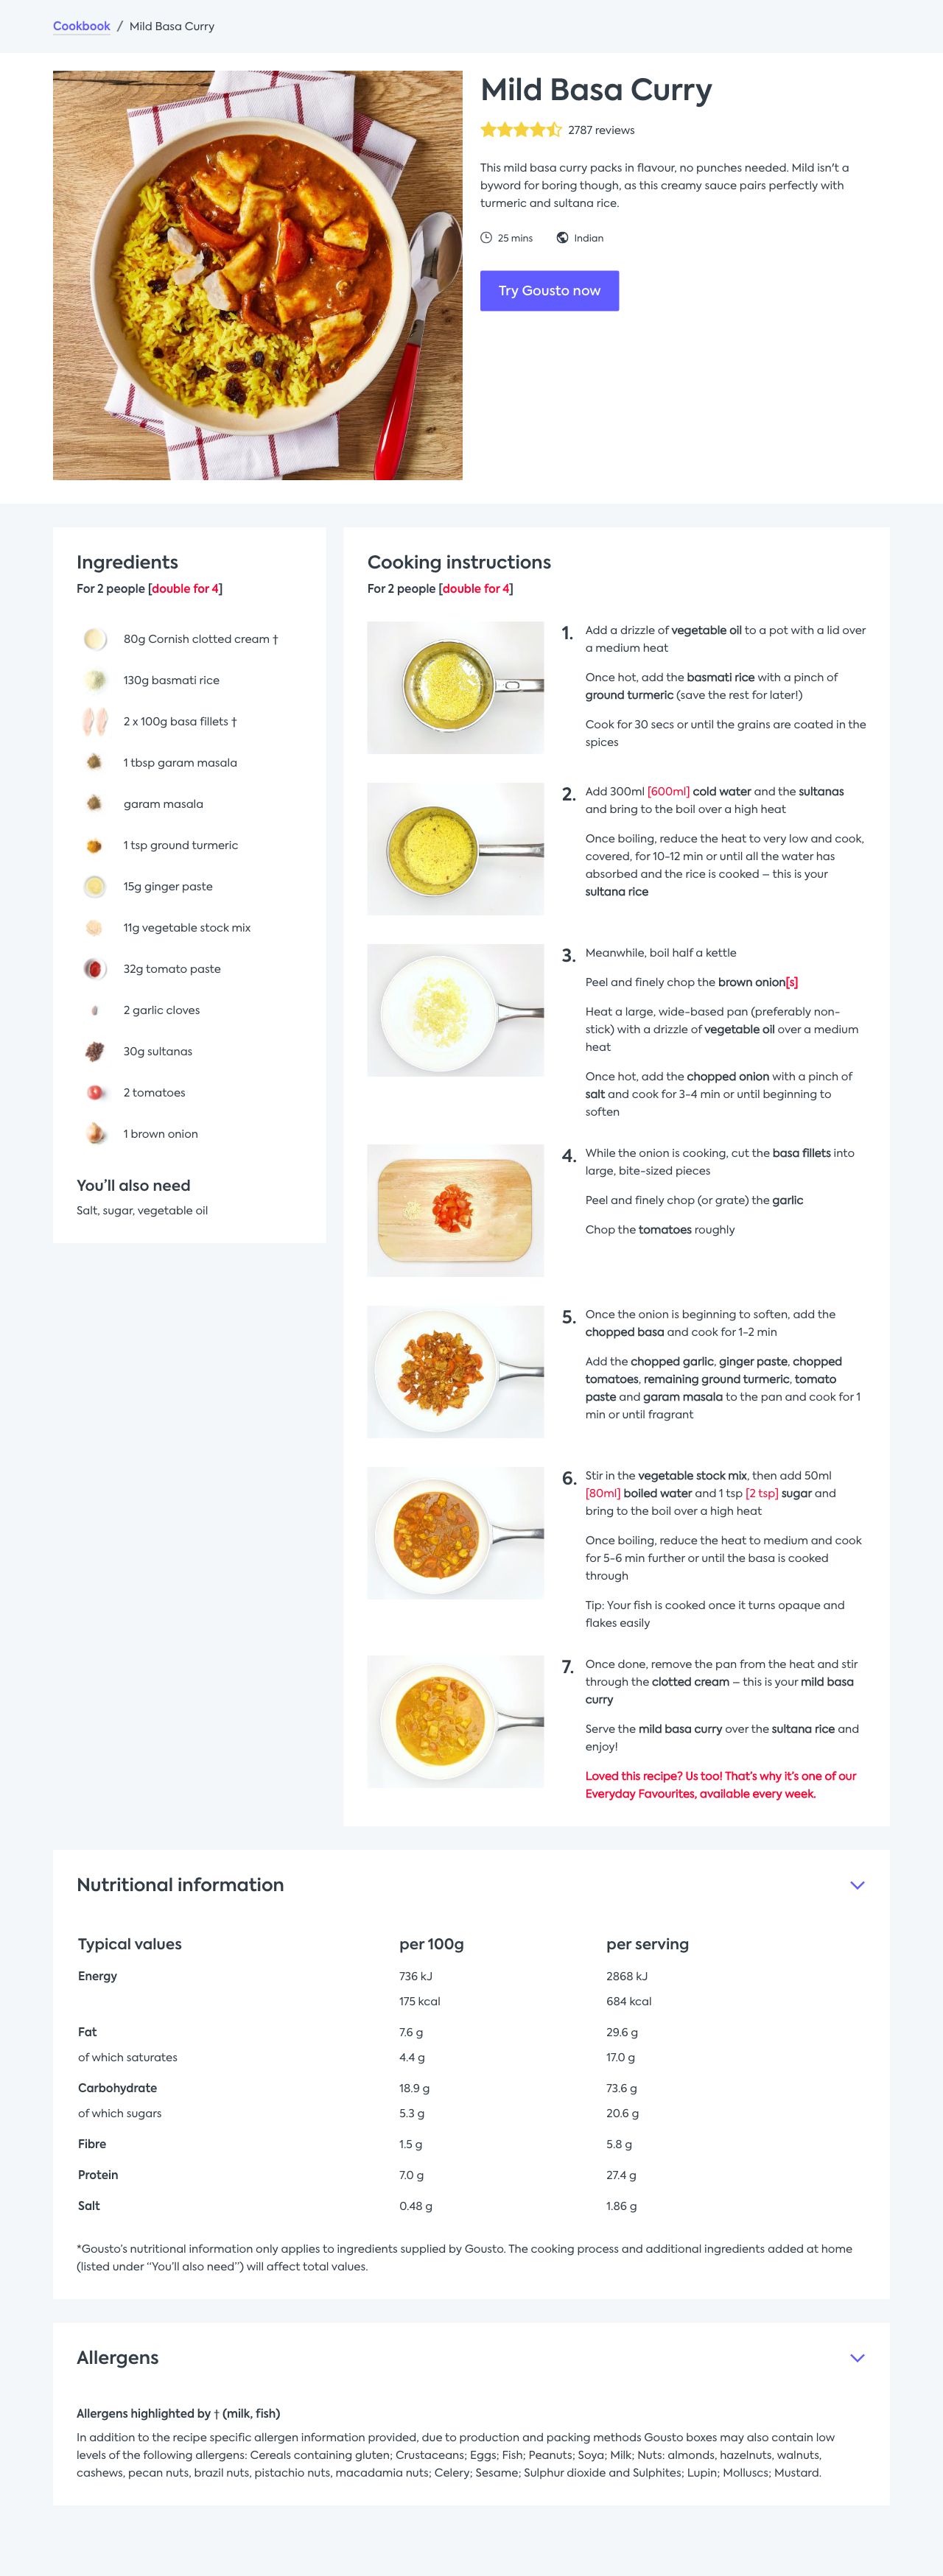 Cookbook / Mild Basa Curry
Mild Basa Curry
2787 reviews
This mild basa curry packs in flavour, no punches needed. Mild isn't a
byword for boring though, as this creamy sauce pairs perfectly with
turmeric and sultana rice.
25 mins Indian
Try Gousto now
Ingredients
For 2 people [double for 4]
80g Cornish clotted cream †
130g basmati rice
2 x 100g basa fillets †
1 tbsp garam masala
garam masala
1 tsp ground turmeric
15g ginger paste
11g vegetable stock mix
32g tomato paste
2 garlic cloves
30g sultanas
2 tomatoes
1 brown onion
You’ll also need
Salt, sugar, vegetable oil
Cooking instructions
For 2 people [double for 4]
1. Add a drizzle of vegetable oil to a pot with a lid over
a medium heat
Once hot, add the basmati rice with a pinch of
ground turmeric (save the rest for later!)
Cook for 30 secs or until the grains are coated in the
spices
2. Add 300ml [600ml] cold water and the sultanas
and bring to the boil over a high heat
Once boiling, reduce the heat to very low and cook,
covered, for 10-12 min or until all the water has
absorbed and the rice is cooked – this is your
sultana rice
3. Meanwhile, boil half a kettle
Peel and finely chop the brown onion[s]
Heat a large, wide-based pan (preferably non-
stick) with a drizzle of vegetable oil over a medium
heat
Once hot, add the chopped onion with a pinch of
salt and cook for 3-4 min or until beginning to
soften
4. While the onion is cooking, cut the basa fillets into
large, bite-sized pieces
Peel and finely chop (or grate) the garlic
Chop the tomatoes roughly
5. Once the onion is beginning to soften, add the
chopped basa and cook for 1-2 min
Add the chopped garlic, ginger paste, chopped
tomatoes, remaining ground turmeric, tomato
paste and garam masala to the pan and cook for 1
min or until fragrant
6. Stir in the vegetable stock mix, then add 50ml
[80ml] boiled water and 1 tsp [2 tsp] sugar and
bring to the boil over a high heat
Once boiling, reduce the heat to medium and cook
for 5-6 min further or until the basa is cooked
through
Tip: Your fish is cooked once it turns opaque and
flakes easily
7. Once done, remove the pan from the heat and stir
through the clotted cream – this is your mild basa
curry
Serve the mild basa curry over the sultana rice and
enjoy!
Loved this recipe? Us too! That’s why it’s one of our
Everyday Favourites, available every week.
Nutritional information
Typical values per 100g per serving
Energy 736 kJ 2868 kJ
175 kcal 684 kcal
Fat 7.6 g 29.6 g
of which saturates 4.4 g 17.0 g
Carbohydrate 18.9 g 73.6 g
of which sugars 5.3 g 20.6 g
Fibre 1.5 g 5.8 g
Protein 7.0 g 27.4 g
Salt 0.48 g 1.86 g
*Gousto’s nutritional information only applies to ingredients supplied by Gousto. The cooking process and additional ingredients added at home
(listed under “You’ll also need”) will affect total values.
Allergens
Allergens highlighted by † (milk, fish)
In addition to the recipe specific allergen information provided, due to production and packing methods Gousto boxes may also contain low
levels of the following allergens: Cereals containing gluten; Crustaceans; Eggs; Fish; Peanuts; Soya; Milk; Nuts: almonds, hazelnuts, walnuts,
cashews, pecan nuts, brazil nuts, pistachio nuts, macadamia nuts; Celery; Sesame; Sulphur dioxide and Sulphites; Lupin; Molluscs; Mustard.